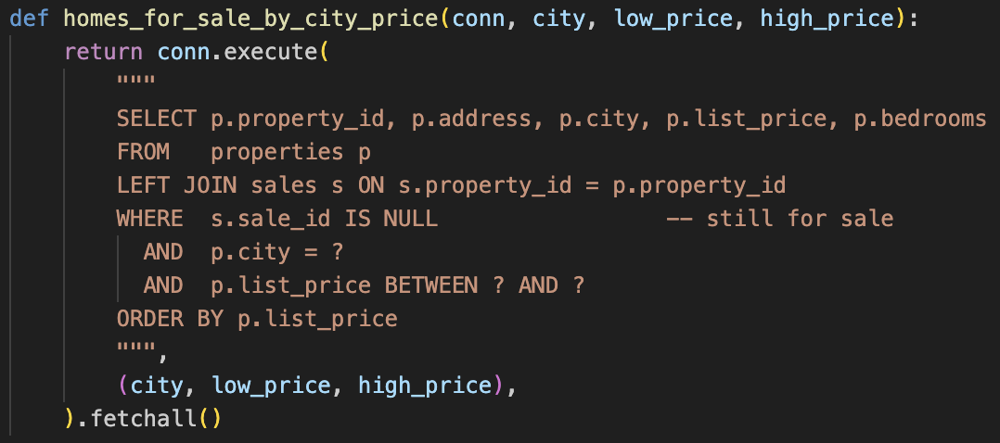 def homes_for_sale_by_city_price(conn, city, low_price, high_price):
    return conn.execute(
        """
        SELECT p.property_id, p.address, p.city, p.list_price, p.bedrooms
        FROM   properties p
        LEFT JOIN sales s ON s.property_id = p.property_id
        WHERE  s.sale_id IS NULL                 -- still for sale
          AND  p.city = ?
          AND  p.list_price BETWEEN ? AND ?
        ORDER BY p.list_price
        """,
        (city, low_price, high_price),
    ).fetchall()